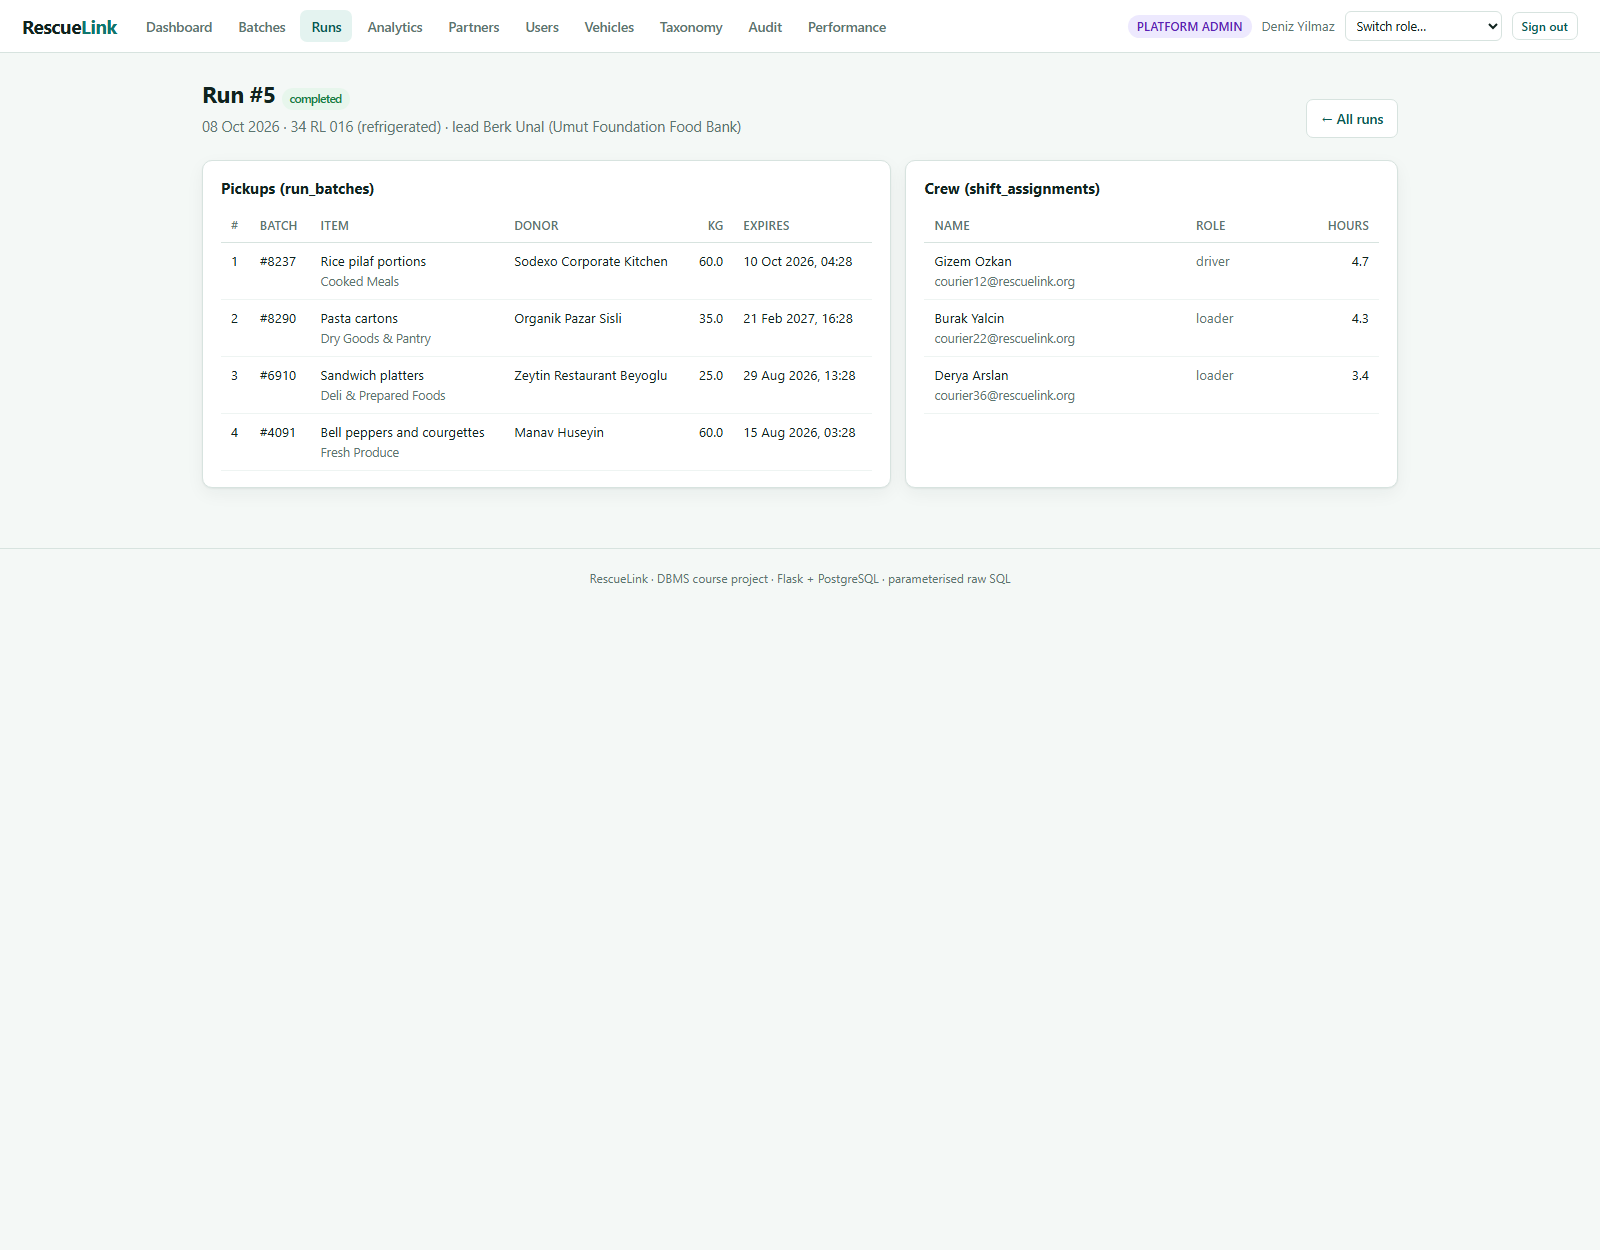 RescueLink Dashboard Batches Runs Analytics Partners Users Vehicles Taxonomy Audit Performance PLATFORM ADMIN Deniz Yilmaz Switch role... Sign out
Run #5 completed
08 Oct 2026 · 34 RL 016 (refrigerated) · lead Berk Unal (Umut Foundation Food Bank)
← All runs
Pickups (run_batches)
# BATCH ITEM DONOR KG EXPIRES
1 #8237 Rice pilaf portions Sodexo Corporate Kitchen 60.0 10 Oct 2026, 04:28
Cooked Meals
2 #8290 Pasta cartons Organik Pazar Sisli 35.0 21 Feb 2027, 16:28
Dry Goods & Pantry
3 #6910 Sandwich platters Zeytin Restaurant Beyoglu 25.0 29 Aug 2026, 13:28
Deli & Prepared Foods
4 #4091 Bell peppers and courgettes Manav Huseyin 60.0 15 Aug 2026, 03:28
Fresh Produce
Crew (shift_assignments)
NAME ROLE HOURS
Gizem Ozkan driver 4.7
courier12@rescuelink.org
Burak Yalcin loader 4.3
courier22@rescuelink.org
Derya Arslan loader 3.4
courier36@rescuelink.org
RescueLink · DBMS course project · Flask + PostgreSQL · parameterised raw SQL